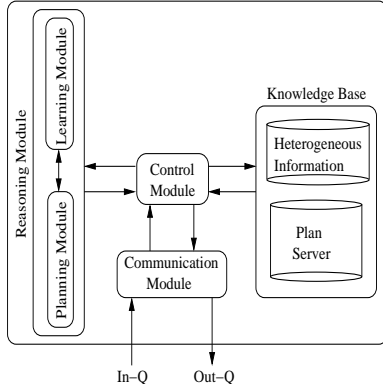 Reasoning Module
Learning Module
Planning Module
Control
Module
Communication
Module
Knowledge Base
Heterogeneous
Information
Plan
Server
In–Q
Out–Q